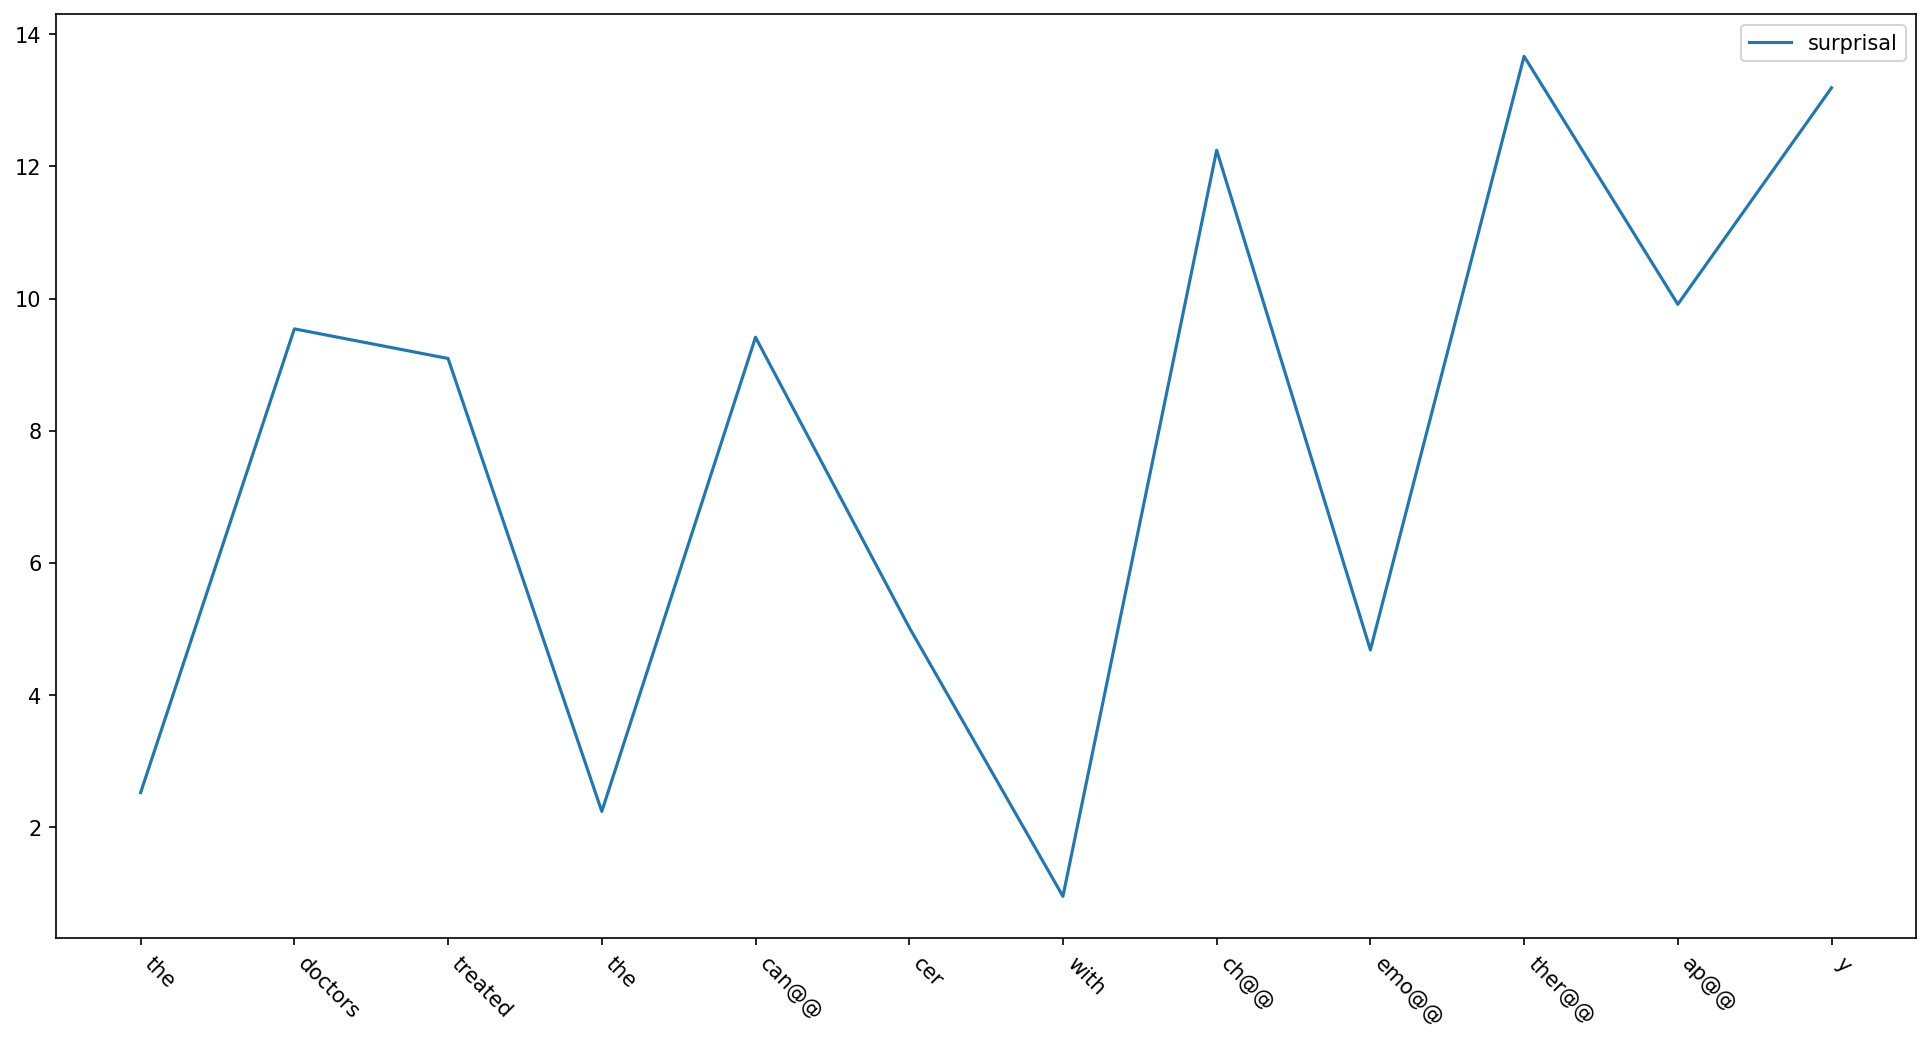 14
12
10
8
6
4
2
surprisal
the
doctors
treated
the
can@@
cer
with
ch@@
emo@@
ther@@
ap@@
y